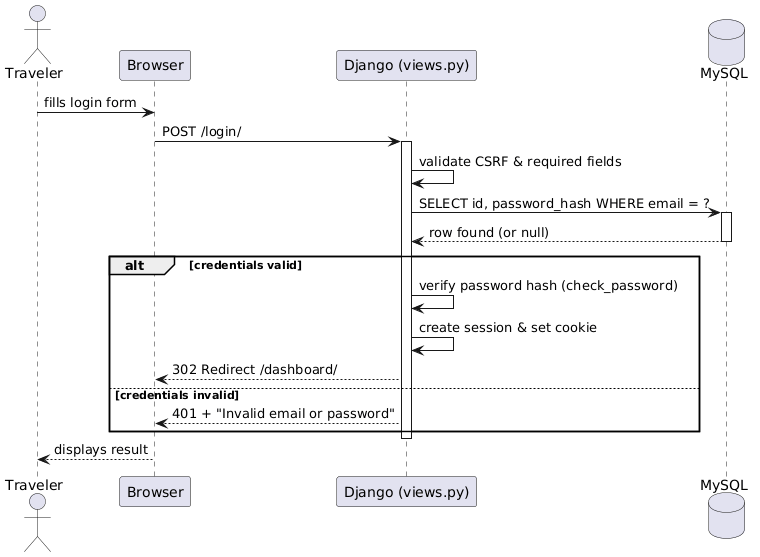 Traveler
Browser
Django (views.py)
MySQL
fills login form
POST /login/
validate CSRF & required fields
SELECT id, password_hash WHERE email = ?
row found (or null)
alt [credentials valid]
verify password hash (check_password)
create session & set cookie
302 Redirect /dashboard/
[credentials invalid]
401 + "Invalid email or password"
displays result
Traveler
Browser
Django (views.py)
MySQL